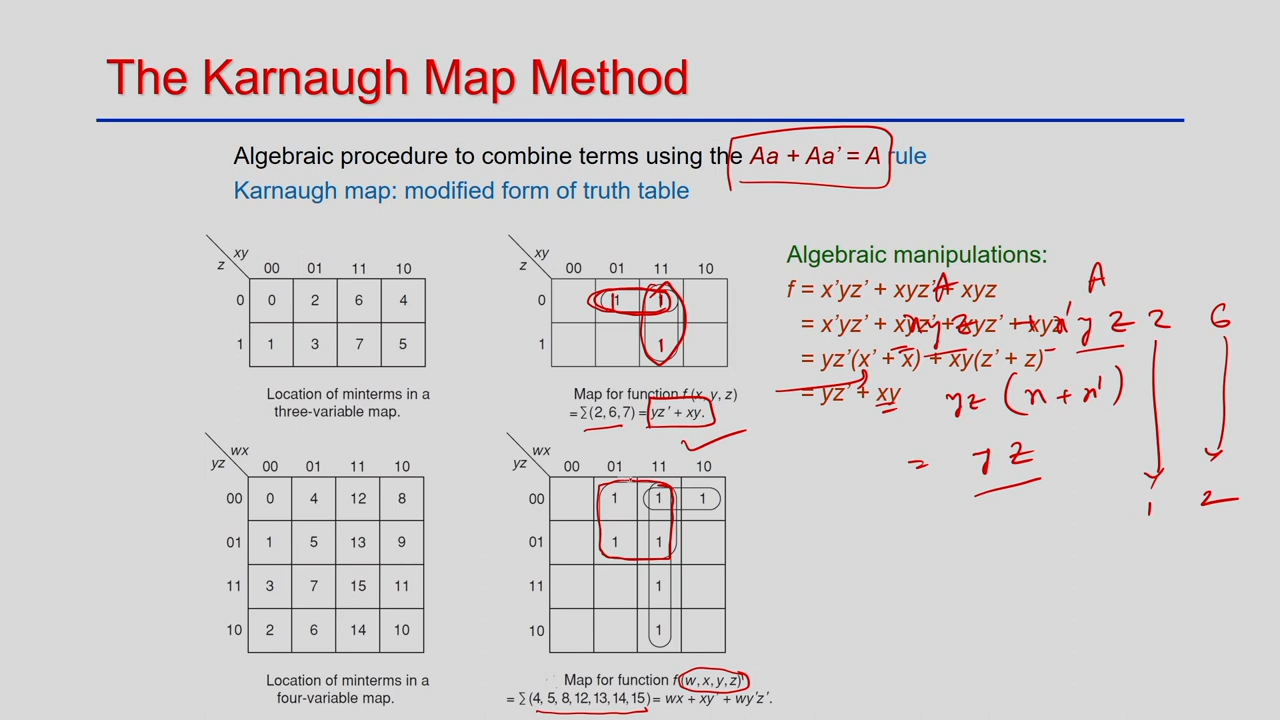 The Karnaugh Map Method
Algebraic procedure to combine terms using the Aa + Aa' = A rule
Karnaugh map: modified form of truth table
xy
z
00 01 11 10
0 0 2 6 4
1 1 3 7 5
Location of minterms in a
three-variable map.
xy
z
00 01 11 10
0 1 1
1 1
Map for function f (x, y, z)
= ∑(2, 6, 7) = yz' + xy.
Algebraic manipulations:
f = x'yz' + xyz' + xyz
= x'yz' + xyz' + xyz' + xyz
= yz'(x' + x) + xy(z' + z)
= yz' + xy
A
A
xyz + x'yz
2 6
yz (x + x')
= yz
1 2
wx
yz
00 01 11 10
00 0 4 12 8
01 1 5 13 9
11 3 7 15 11
10 2 6 14 10
Location of minterms in a
four-variable map.
wx
yz
00 01 11 10
00 1 1 1
01 1 1
11 1
10 1
Map for function f (w, x, y, z)
= ∑(4, 5, 8, 12, 13, 14, 15) = wx + xy' + wy'z'.